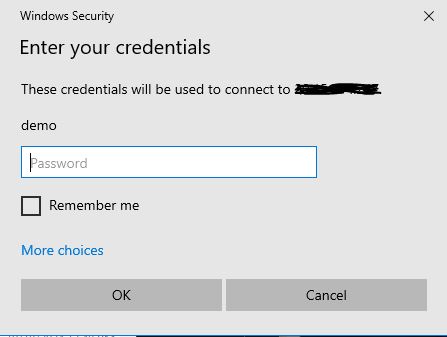 Windows Security
Enter your credentials
These credentials will be used to connect to
demo
Password
Remember me
More choices
OK
Cancel